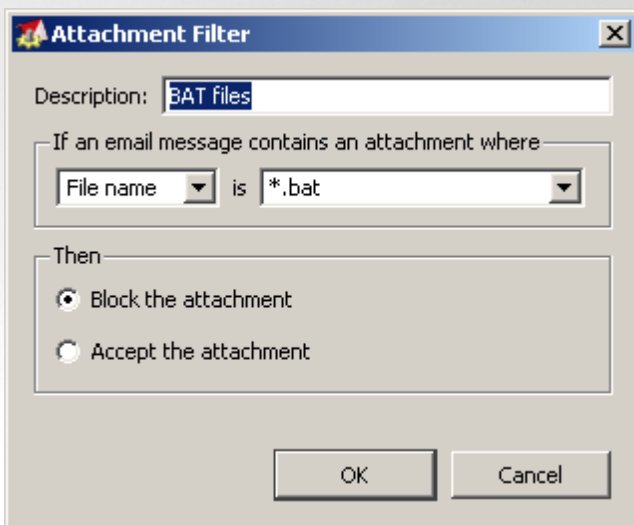 Attachment Filter
Description: BAT files
If an email message contains an attachment where
File name is *.bat
Then
Block the attachment
Accept the attachment
OK Cancel